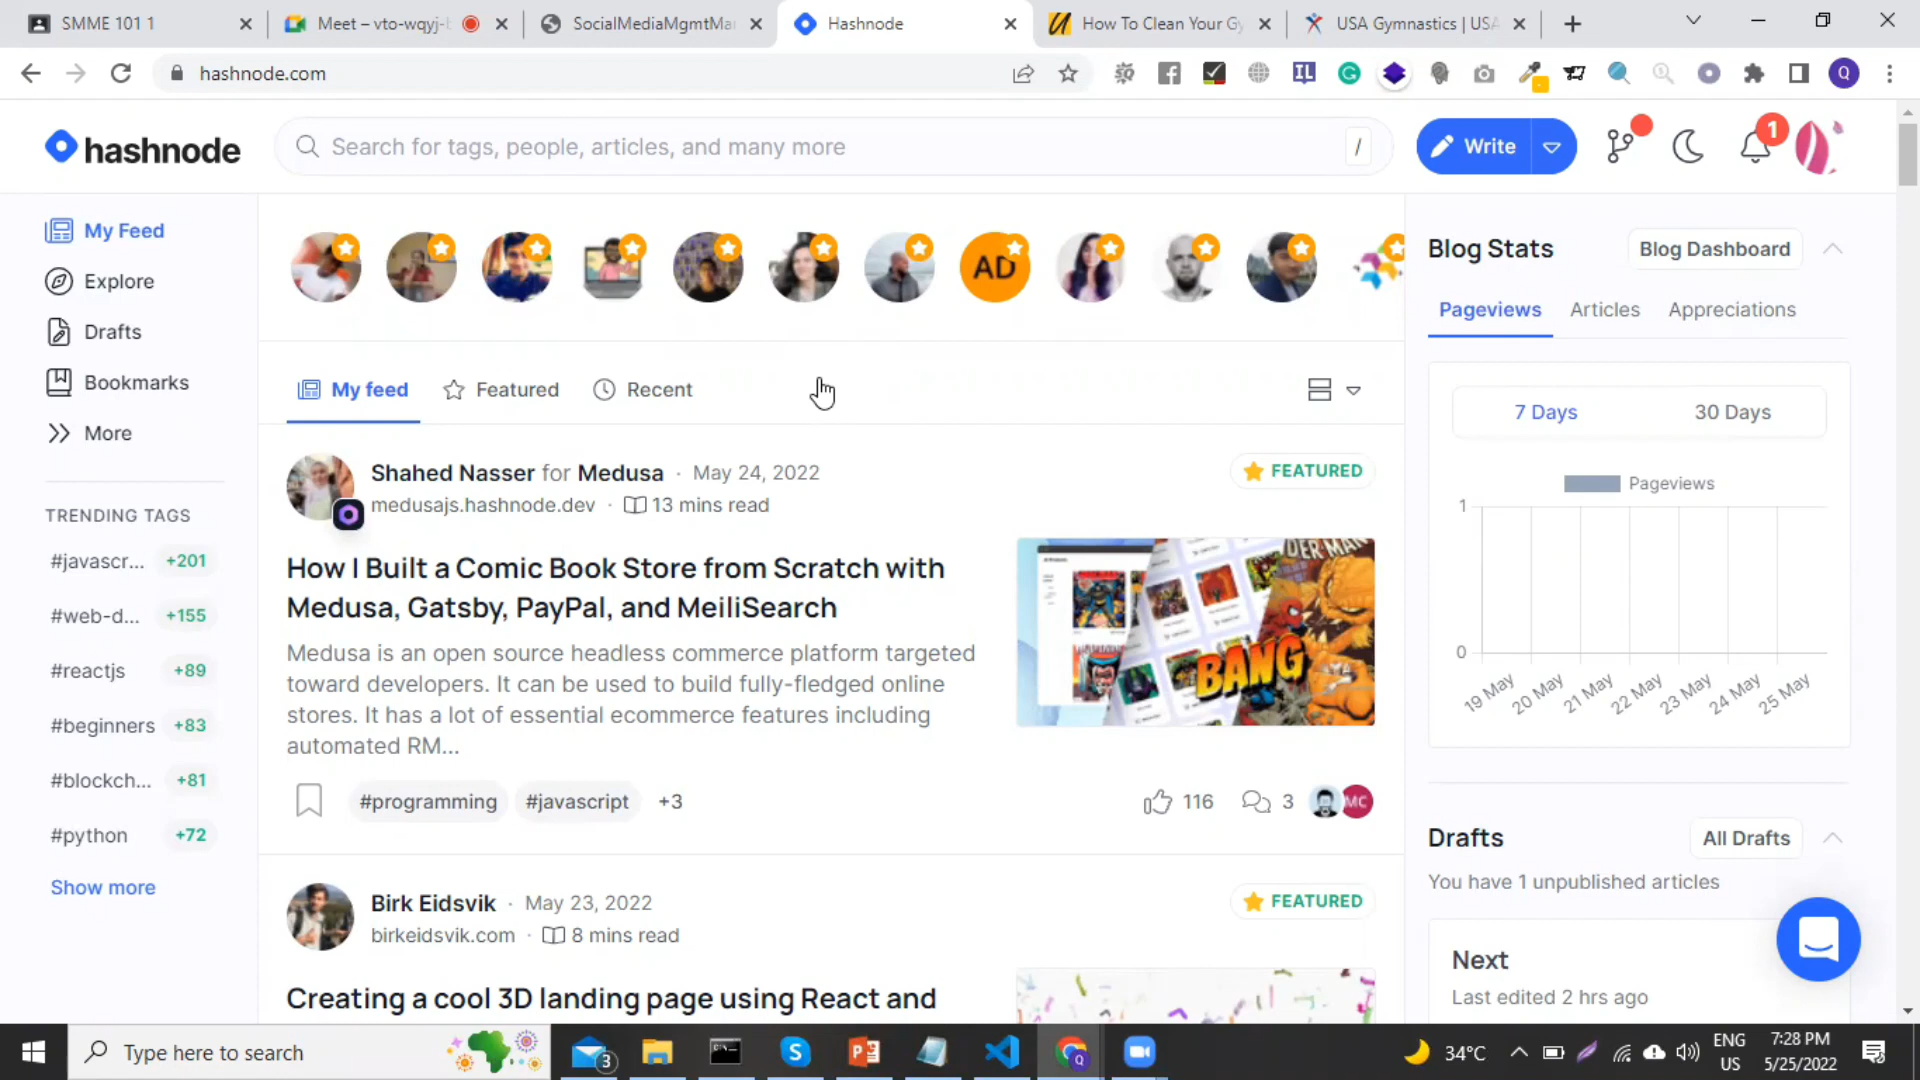 SMME 101 1
Meet – vto-wqyj-
SocialMediaMgmtMa
Hashnode
How To Clean Your Gy
USA Gymnastics | USA
hashnode.com
IL
Q
hashnode
Search for tags, people, articles, and many more
/
Write
1
My Feed
Explore
Drafts
Bookmarks
More
TRENDING TAGS
#javascr... +201
#web-d... +155
#reactjs +89
#beginners +83
#blockch... +81
#python +72
Show more
AD
My feed
Featured
Recent
Shahed Nasser for Medusa · May 24, 2022
medusajs.hashnode.dev · 13 mins read
FEATURED
How I Built a Comic Book Store from Scratch with
Medusa, Gatsby, PayPal, and MeiliSearch
Medusa is an open source headless commerce platform targeted
toward developers. It can be used to build fully-fledged online
stores. It has a lot of essential ecommerce features including
automated RM...
BANG
#programming
#javascript
+3
116
3
MC
Birk Eidsvik · May 23, 2022
birkeidsvik.com · 8 mins read
FEATURED
Creating a cool 3D landing page using React and
Blog Stats
Blog Dashboard
Pageviews
Articles
Appreciations
7 Days
30 Days
Pageviews
1
0
19 May
20 May
21 May
22 May
23 May
24 May
25 May
Drafts
All Drafts
You have 1 unpublished articles
Next
Last edited 2 hrs ago
Type here to search
3
Q
34°C
ENG
US
7:28 PM
5/25/2022